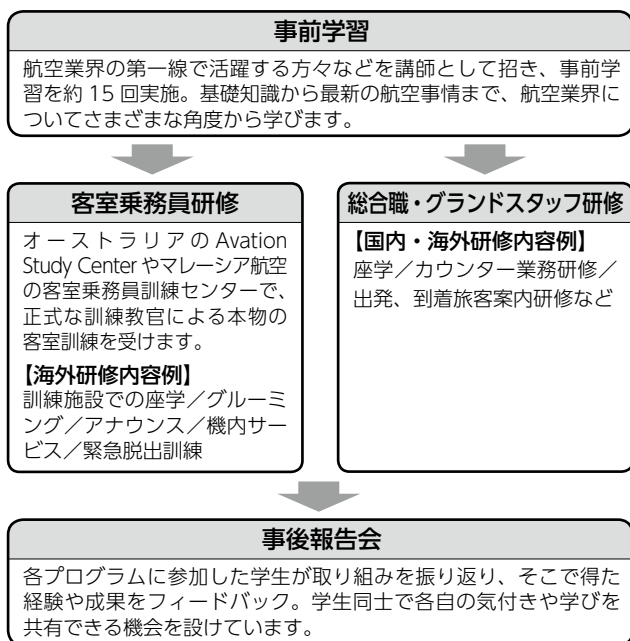 事前学習
航空業界の第一線で活躍する方々などを講師として招き、事前学
習を約 15 回実施。基礎知識から最新の航空事情まで、航空業界に
ついてさまざまな角度から学びます。
客室乗務員研修
オーストラリアの Avation
Study Center やマレーシア航空
の客室乗務員訓練センターで、
正式な訓練教官による本物の
客室訓練を受けます。
【海外研修内容例】
訓練施設での座学／グルーミ
ング／アナウンス／機内サー
ビス／緊急脱出訓練
総合職・グランドスタッフ研修
【国内・海外研修内容例】
座学／カウンター業務研修／
出発、到着旅客案内研修など
事後報告会
各プログラムに参加した学生が取り組みを振り返り、そこで得た
経験や成果をフィードバック。学生同士で各自の気付きや学びを
共有できる機会を設けています。